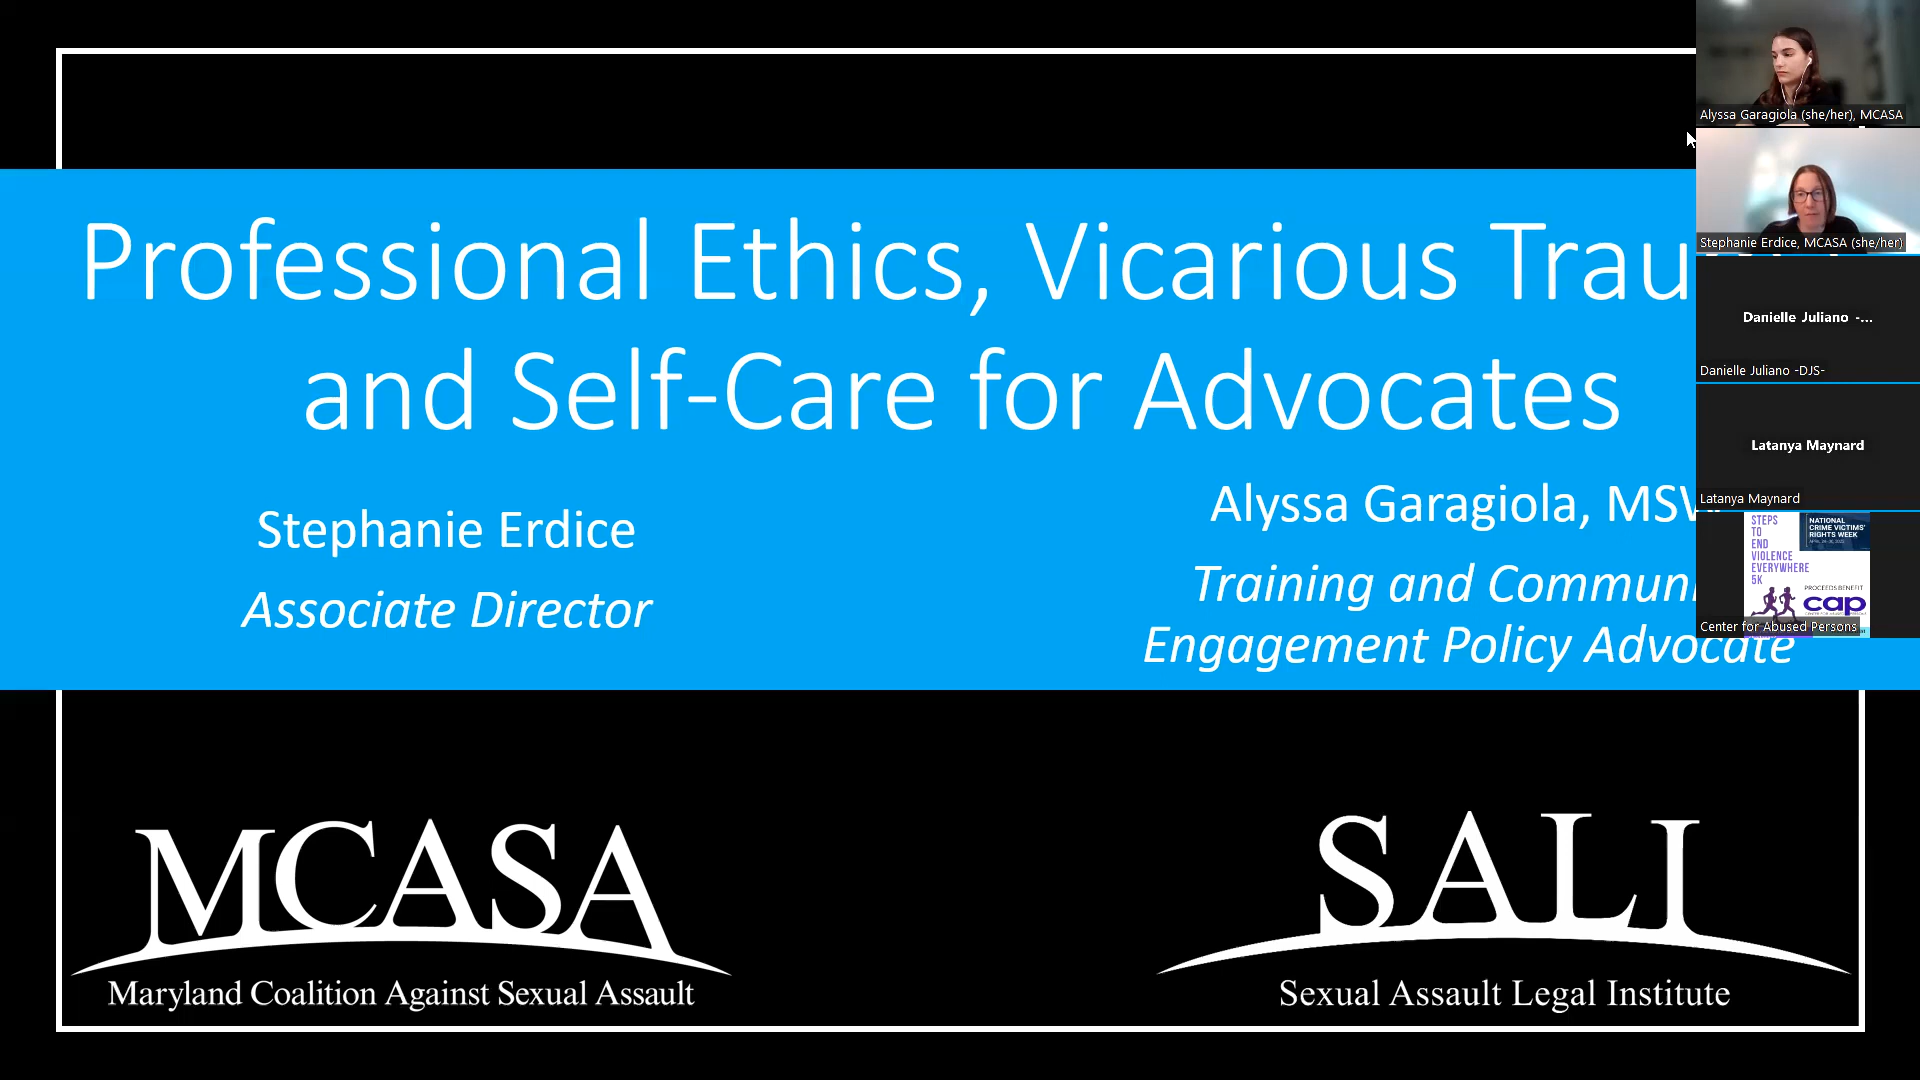 Professional Ethics, Vicarious Trau
and Self-Care for Advocates
Stephanie Erdice
Associate Director
Alyssa Garagiola, MSW
Training and Commun
Engagement Policy Advocate
MCASA
Maryland Coalition Against Sexual Assault
SALI
Sexual Assault Legal Institute
Alyssa Garagiola (she/her), MCASA
Stephanie Erdice, MCASA (she/her)
Danielle Juliano -...
Danielle Juliano -DJS-
Latanya Maynard
Latanya Maynard
STEPS
TO
END
VIOLENCE
EVERYWHERE
5K
NATIONAL
CRIME VICTIMS'
RIGHTS WEEK
PROCEEDS BENEFIT
cap
Center for Abused Persons